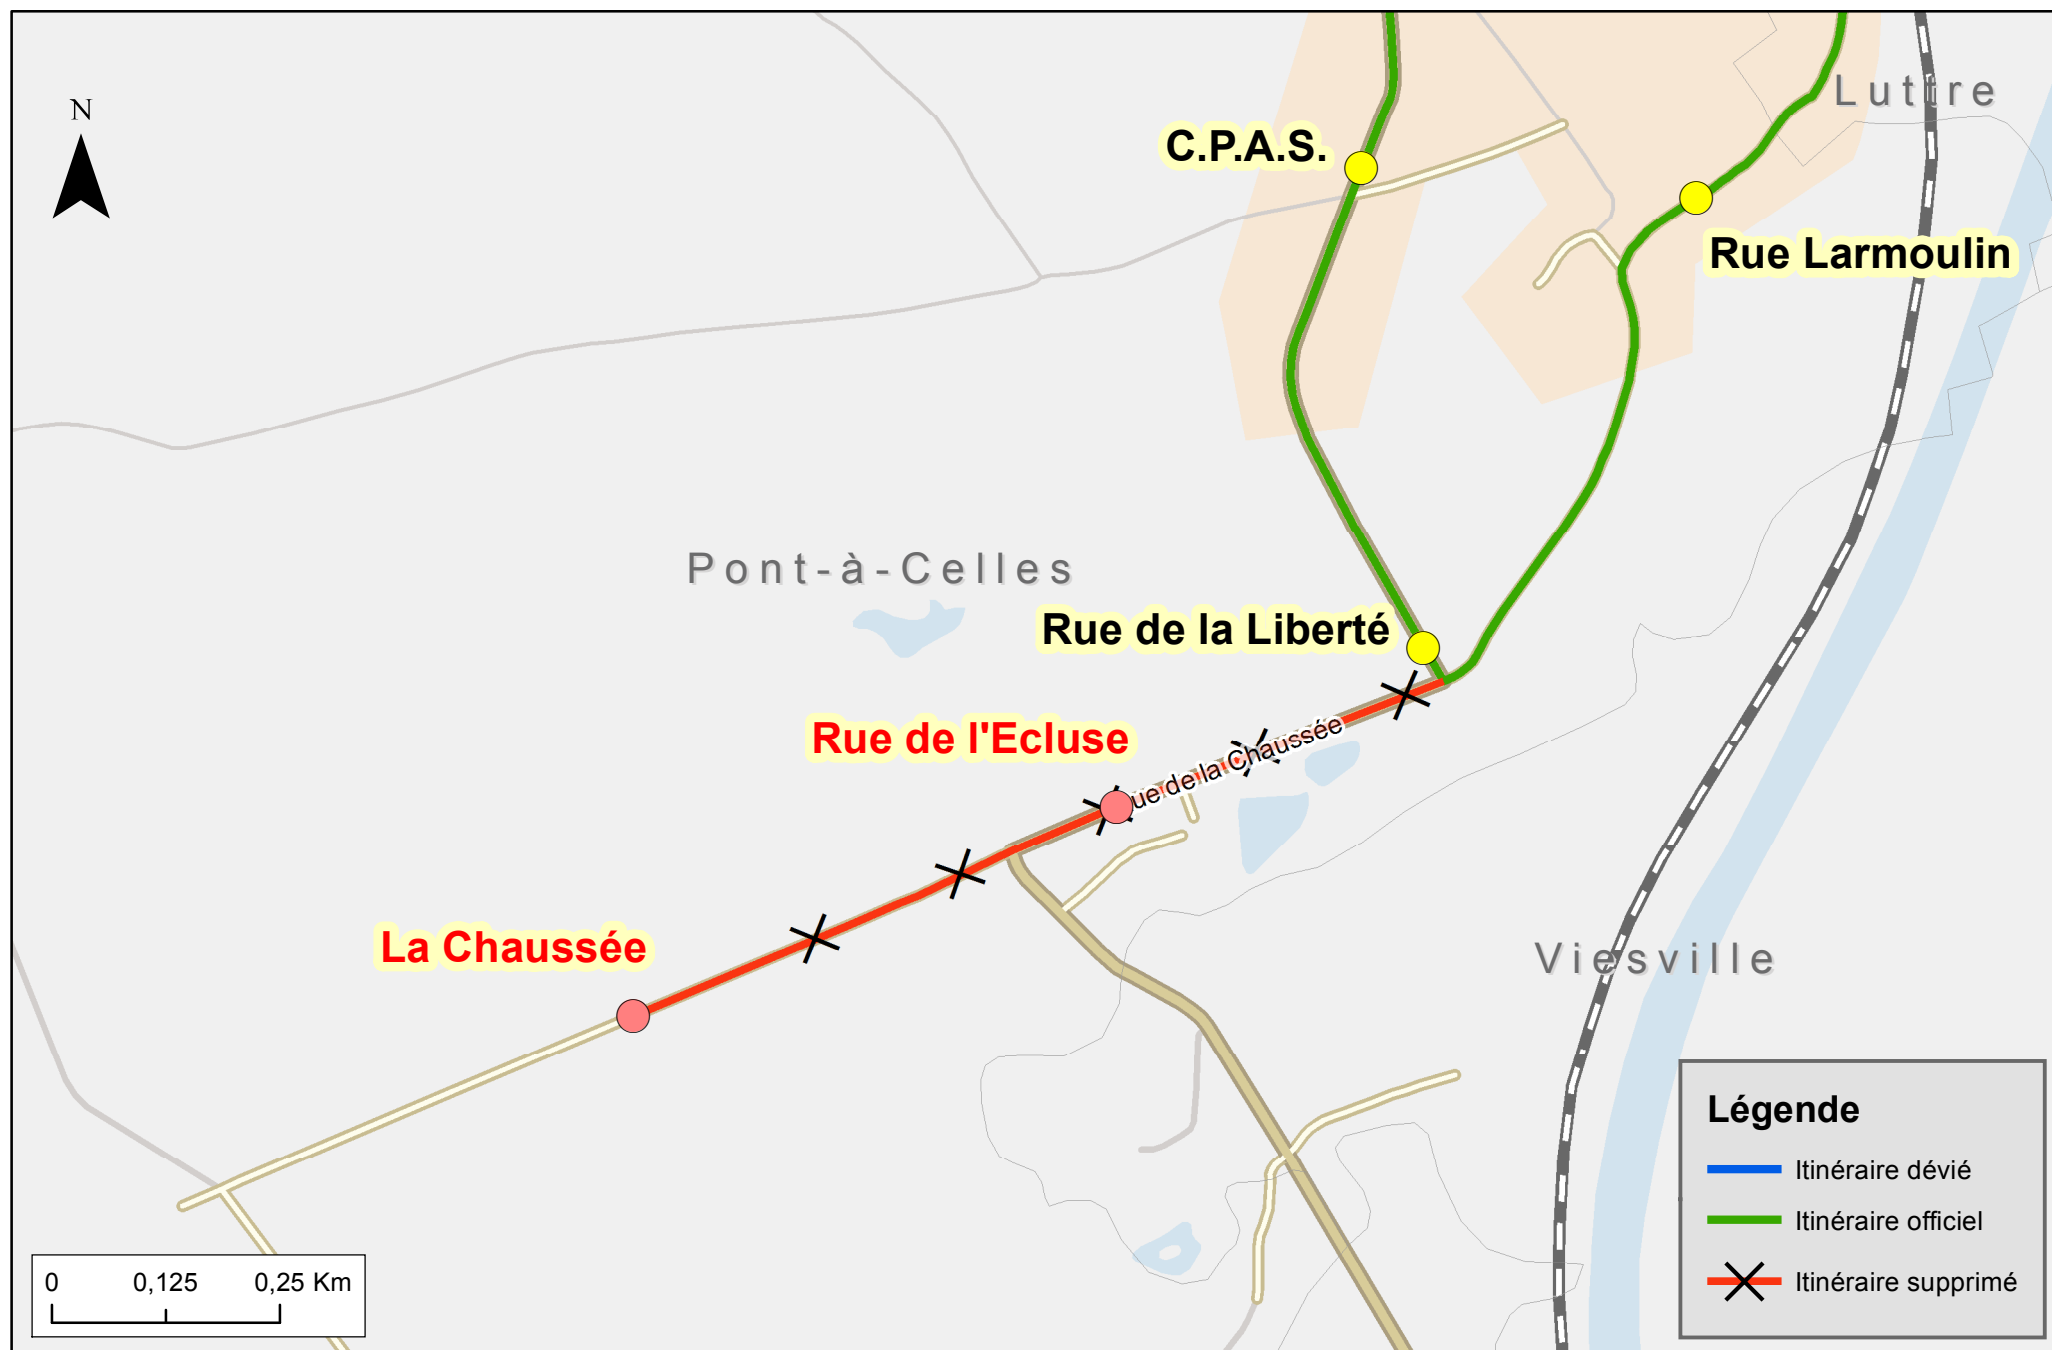 N
Luttre
C.P.A.S.
Rue Larmoulin
Pont-à-Celles
Rue de la Liberté
Rue de l'Ecluse
ue de la Chaussée
La Chaussée
Viesville
Légende
Itinéraire dévié
Itinéraire officiel
Itinéraire supprimé
0 0,125 0,25 Km